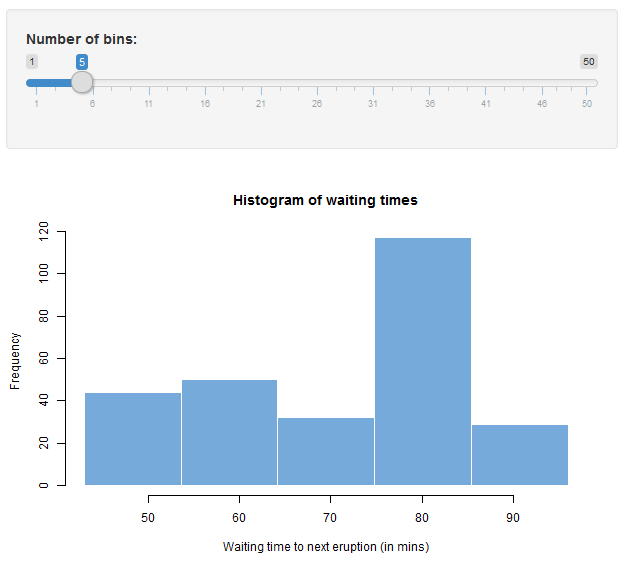 Number of bins:
1 5 50
1 6 11 16 21 26 31 36 41 46 50
Histogram of waiting times
Frequency
120
100
80
60
40
20
0
50 60 70 80 90
Waiting time to next eruption (in mins)